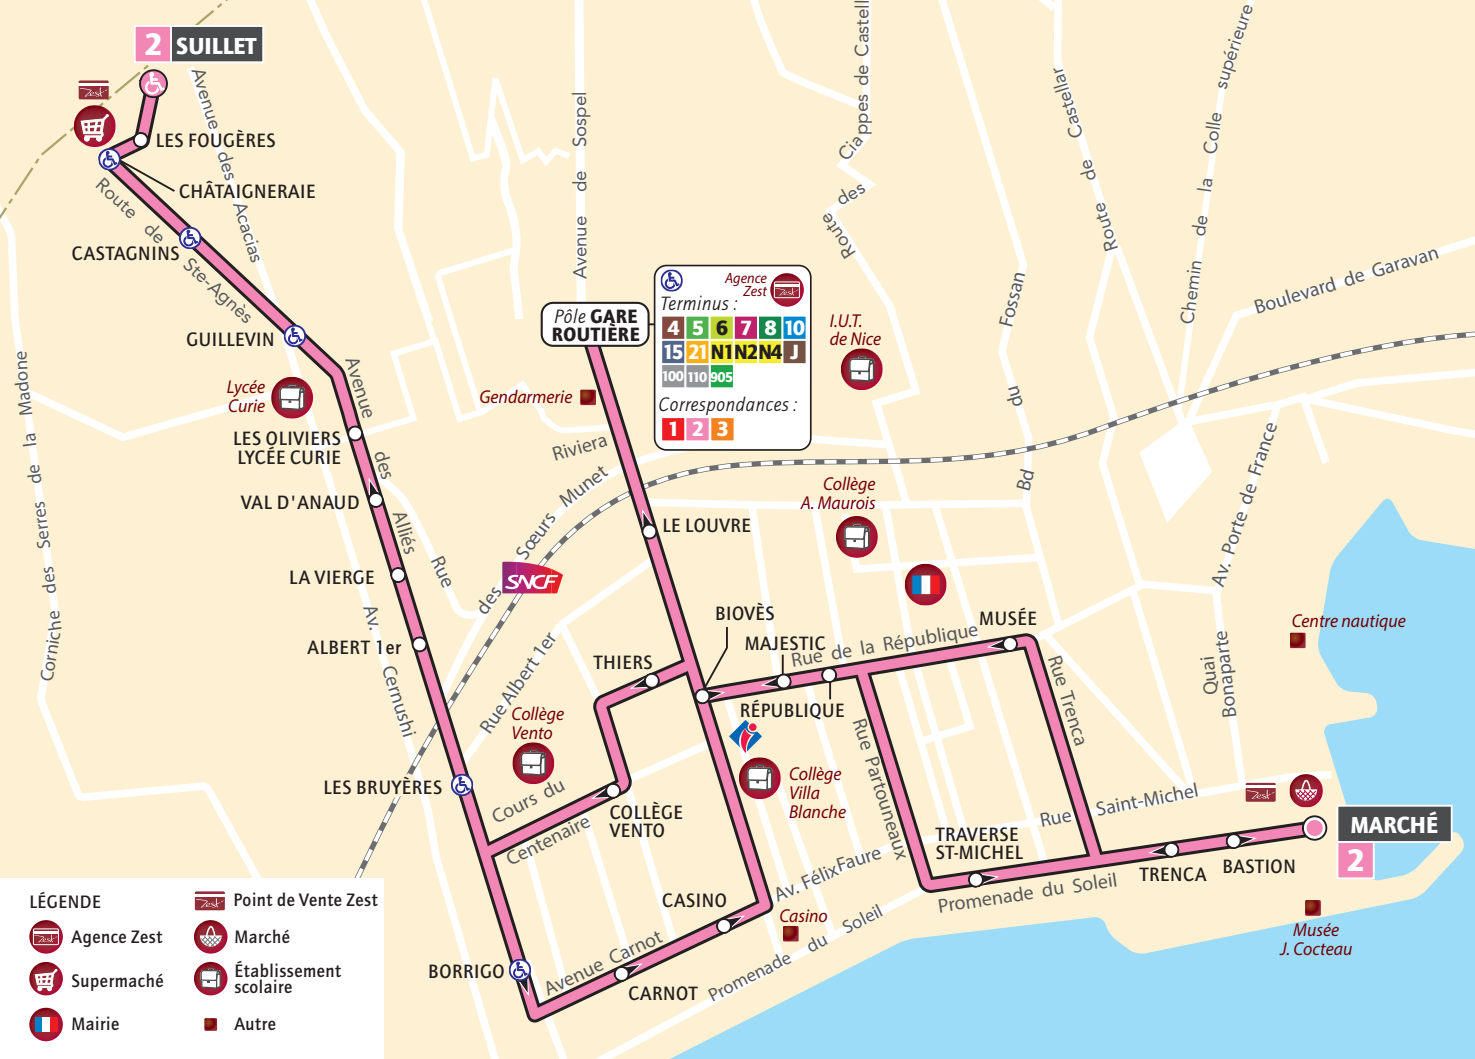 2 SUILLET
Zest
LES FOUGÈRES
CHÂTAIGNERAIE
CASTAGNINS
GUILLEVIN
Lycée
Curie
LES OLIVIERS
LYCÉE CURIE
VAL D'ANAUD
LA VIERGE
ALBERT 1er
LES BRUYÈRES
BORRIGO
Avenue des Acacias
Route de Ste-Agnès
Avenue des Alliés
Av. Cernushi
Corniche des Serres de la Madone
Avenue de Sospel
Pôle GARE
ROUTIÈRE
Agence
Zest
Zest
Terminus :
4 5 6 7 8 10
15 21 N1 N2 N4 J
100 110 905
Correspondances :
1 2 3
Gendarmerie
Riviera
Rue des Sœurs Munet
SNCF
Rue Albert 1er
LE LOUVRE
BIOVÈS
MAJESTIC
THIERS
RÉPUBLIQUE
MUSÉE
Rue de la République
Collège
Vento
Cours du
Centenaire
COLLÈGE
VENTO
Collège
Villa
Blanche
CASINO
CARNOT
Avenue Carnot
Casino
Av. Félix Faure
Promenade du Soleil
Rue Partouneaux
TRAVERSE
ST-MICHEL
Promenade du Soleil
Rue Trenca
Rue Saint-Michel
TRENCA
BASTION
Zest
MARCHÉ
2
Musée
J. Cocteau
Centre nautique
Quai
Bonaparte
Av. Porte de France
Boulevard de Garavan
Chemin de la Colle supérieure
Route de Castellar
Bd du Fossan
Route des Ciappes de Castell
I.U.T.
de Nice
Collège
A. Maurois
LÉGENDE
Zest
Point de Vente Zest
Zest
Agence Zest
Marché
Supermaché
Établissement
scolaire
Mairie
Autre